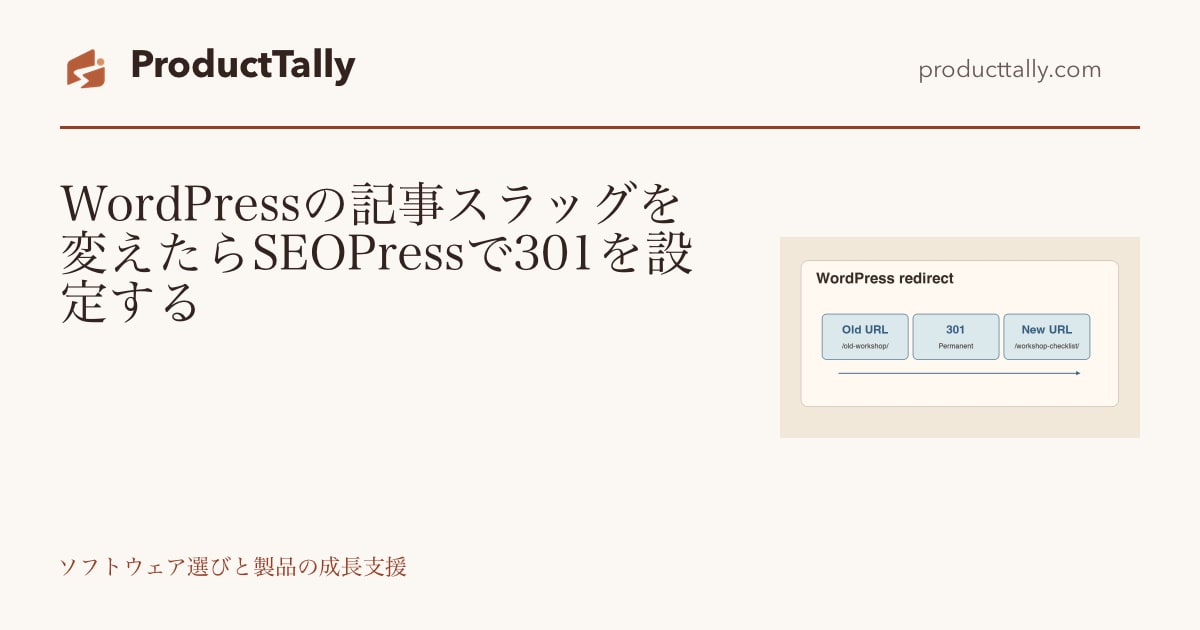 ProductTally
producttally.com
WordPressの記事スラッグを
変えたらSEOPressで301を設
定する
WordPress redirect
Old URL
/old-workshop/
301
Permanent
New URL
/workshop-checklist/
ソフトウェア選びと製品の成長支援